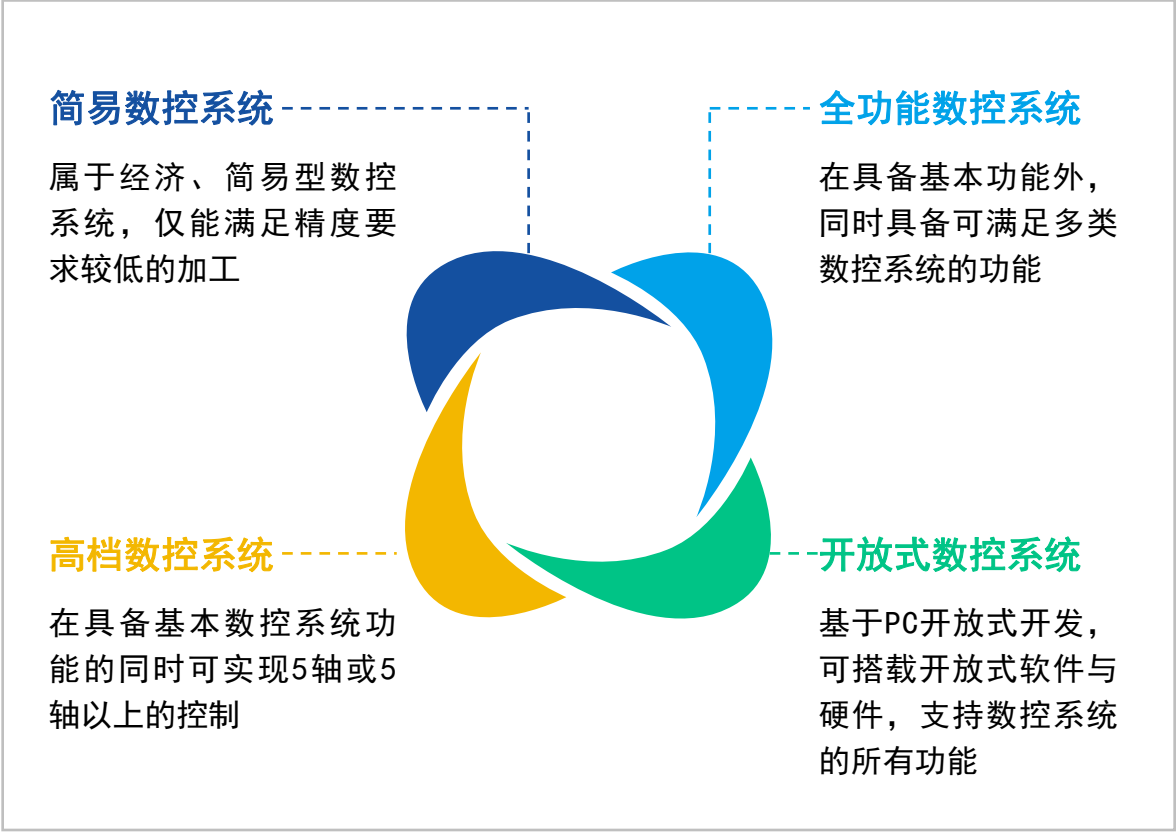 简易数控系统
属于经济、简易型数控
系统，仅能满足精度要
求较低的加工
全功能数控系统
在具备基本功能外，
同时具备可满足多类
数控系统的功能
高档数控系统
在具备基本数控系统功
能的同时可实现5轴或5
轴以上的控制
开放式数控系统
基于PC开放式开发，
可搭载开放式软件与
硬件，支持数控系统
的所有功能